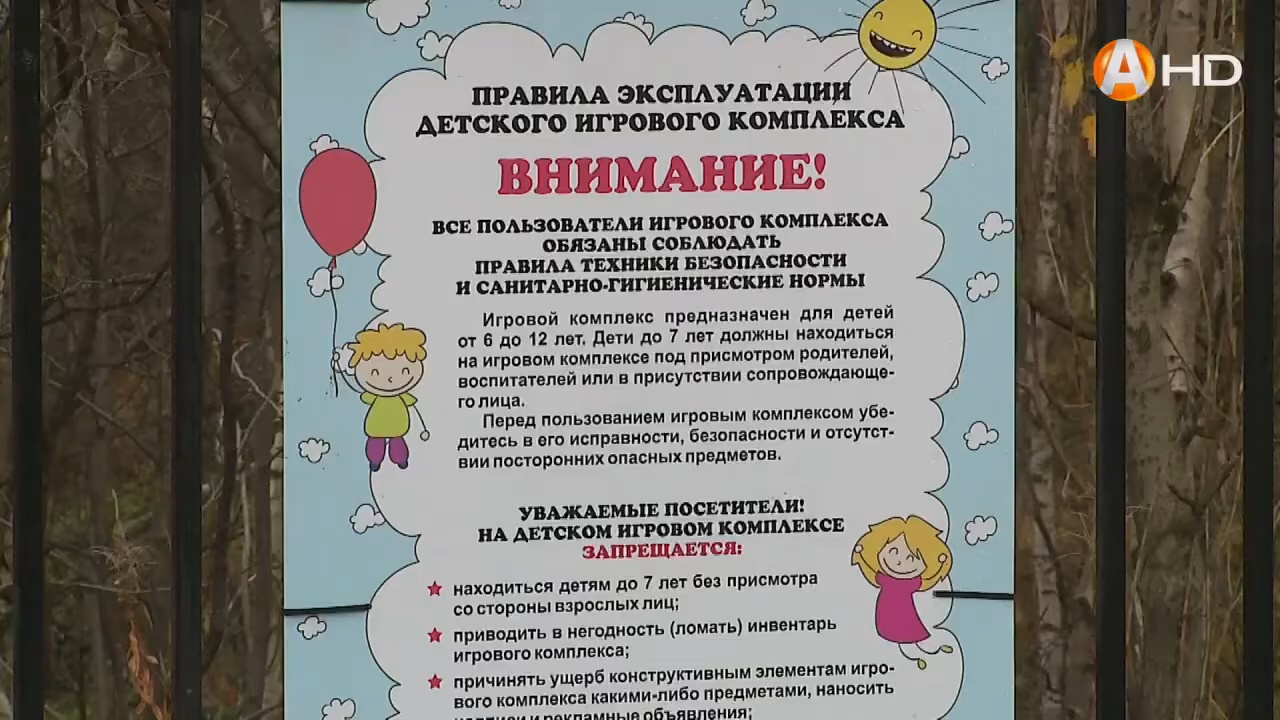 АHD
ПРАВИЛА ЭКСПЛУАТАЦИИ
ДЕТСКОГО ИГРОВОГО КОМПЛЕКСА
ВНИМАНИЕ!
ВСЕ ПОЛЬЗОВАТЕЛИ ИГРОВОГО КОМПЛЕКСА
ОБЯЗАНЫ СОБЛЮДАТЬ
ПРАВИЛА ТЕХНИКИ БЕЗОПАСНОСТИ
И САНИТАРНО-ГИГИЕНИЧЕСКИЕ НОРМЫ
Игровой комплекс предназначен для детей
от 6 до 12 лет. Дети до 7 лет должны находиться
на игровом комплексе под присмотром родителей,
воспитателей или в присутствии сопровождающе-
го лица.
Перед пользованием игровым комплексом убе-
дитесь в его исправности, безопасности и отсутст-
вии посторонних опасных предметов.
УВАЖАЕМЫЕ ПОСЕТИТЕЛИ!
НА ДЕТСКОМ ИГРОВОМ КОМПЛЕКСЕ
ЗАПРЕЩАЕТСЯ:
находиться детям до 7 лет без присмотра
со стороны взрослых лиц;
приводить в негодность (ломать) инвентарь
игрового комплекса;
причинять ущерб конструктивным элементам игро-
вого комплекса какими-либо предметами, наносить
надписи и рекламные объявления;